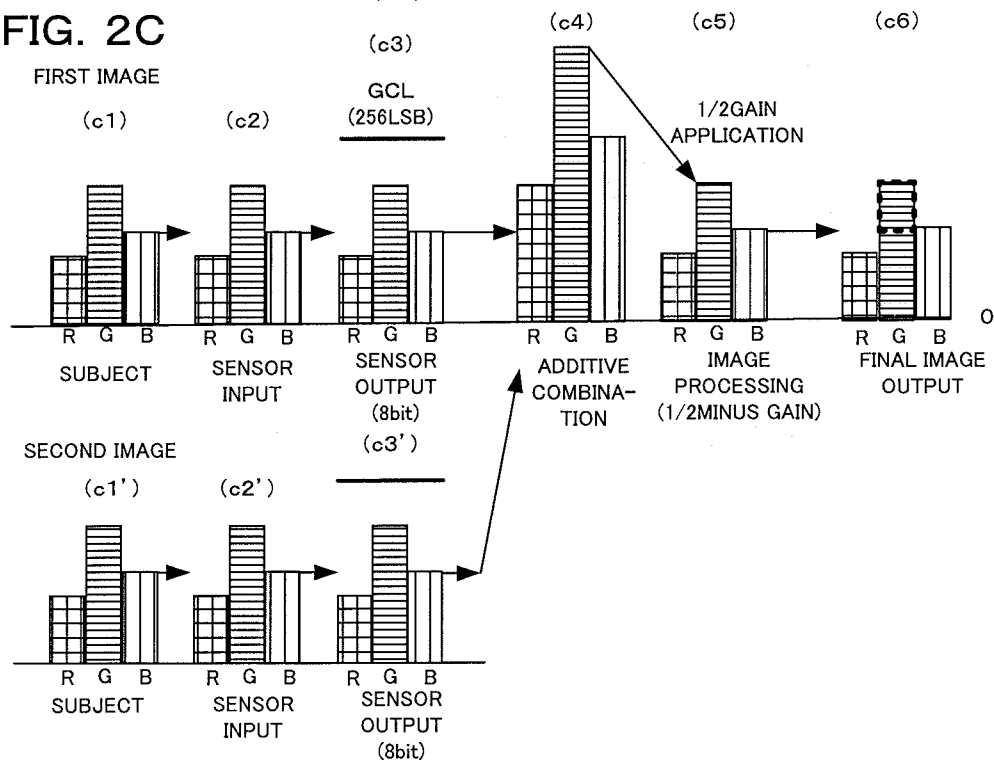 FIG. 2C
FIRST IMAGE
(c1)
(c2)
(c3)
GCL
(256LSB)
(c4)
(c5)
(c6)
1/2GAIN
APPLICATION
0
R G B
SUBJECT
R G B
SENSOR
INPUT
R G B
SENSOR
OUTPUT
(8bit)
R G B
ADDITIVE
COMBINA-
TION
R G B
IMAGE
PROCESSING
(1/2MINUS GAIN)
R G B
FINAL IMAGE
OUTPUT
SECOND IMAGE
(c1')
(c2')
(c3')
R G B
SUBJECT
R G B
SENSOR
INPUT
R G B
SENSOR
OUTPUT
(8bit)